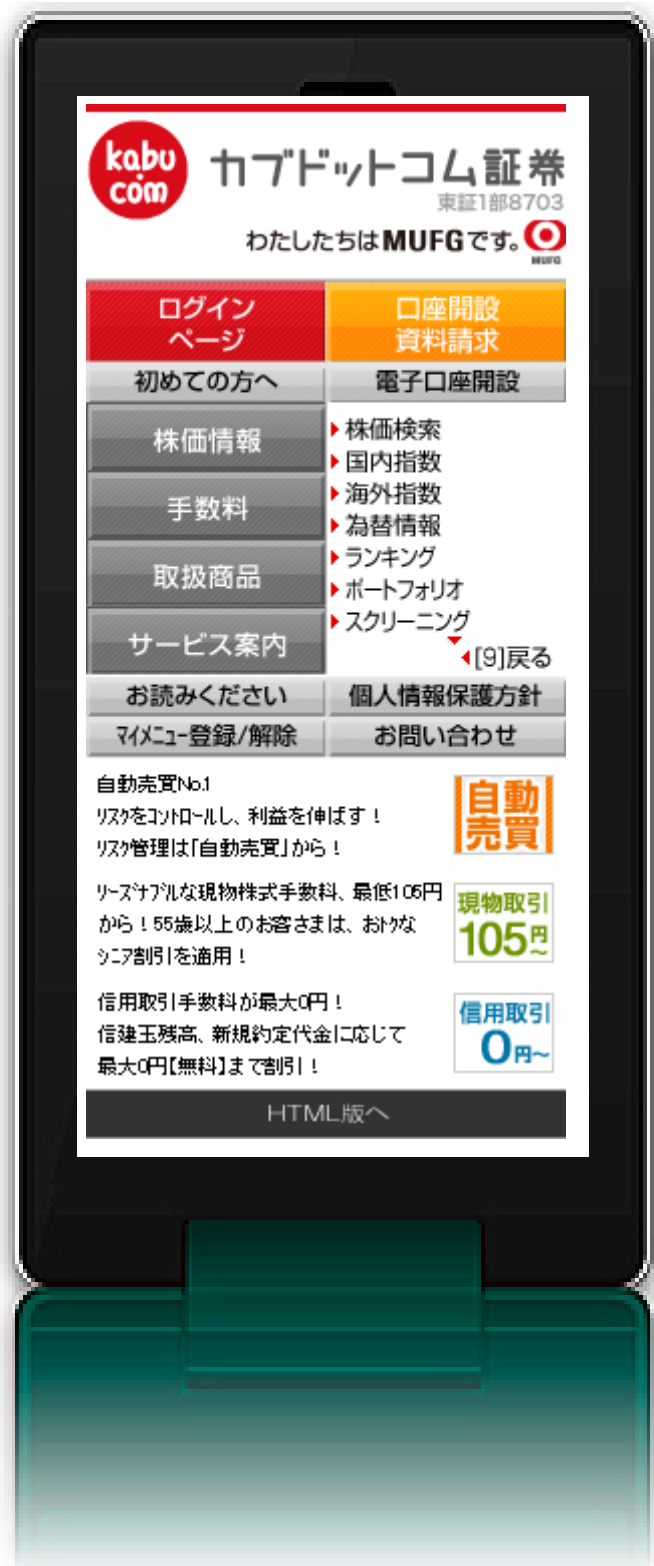 kabu
com
カブドットコム証券
東証1部8703
わたしたちはMUFGです。
MUFG
ログイン
ページ
口座開設
資料請求
初めての方へ
電子口座開設
株価情報
手数料
取扱商品
サービス案内
株価検索
国内指数
海外指数
為替情報
ランキング
ポートフォリオ
スクリーニング
[9]戻る
お読みください
個人情報保護方針
ﾏｲﾒﾆｭｰ登録/解除
お問い合わせ
自動売買No.1
ﾘｽｸをｺﾝﾄﾛｰﾙし、利益を伸ばす！
ﾘｽｸ管理は｢自動売買｣から！
自動
売買
ﾘｰｽﾞﾅﾌﾞﾙな現物株式手数料、最低105円
から！55歳以上のお客さまは、おﾄｸな
ｼﾆｱ割引を適用！
現物取引
105円~
信用取引手数料が最大0円！
信建玉残高、新規約定代金に応じて
最大0円【無料】まで割引！
信用取引
0円~
HTML版へ